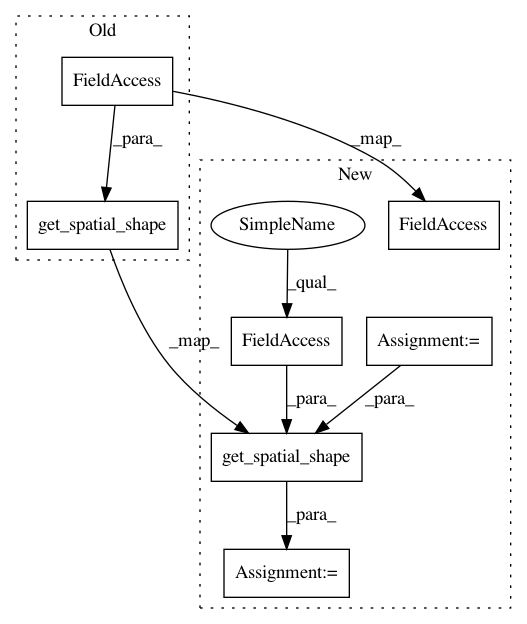 Old
FieldAccess
_para_
_map_
New
get_spatial_shape
SimpleName
FieldAccess
_qual_
_map_
FieldAccess
Assignment:=
_para_
_para_
get_spatial_shape
_para_
Assignment:=